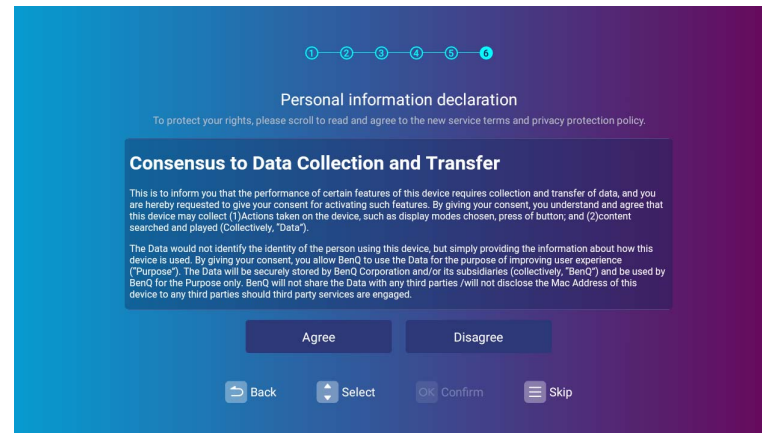 1 2 3 4 5 6
Personal information declaration
To protect your rights, please scroll to read and agree to the new service terms and privacy protection policy.
Consensus to Data Collection and Transfer
This is to inform you that the performance of certain features of this device requires collection and transfer of data, and you
are hereby requested to give your consent for activating such features. By giving your consent, you understand and agree that
this device may collect (1)Actions taken on the device, such as display modes chosen, press of button; and (2)content
searched and played (Collectively, “Data”).
The Data would not identify the identity of the person using this device, but simply providing the information about how this
device is used. By giving your consent, you allow BenQ to use the Data for the purpose of improving user experience
(“Purpose”). The Data will be securely stored by BenQ Corporation and/or its subsidiaries (collectively, “BenQ”) and be used by
BenQ for the Purpose only. BenQ will not share the Data with any third parties /will not disclose the Mac Address of this
device to any third parties should third party services are engaged.
Agree Disagree
Back Select OK Confirm Skip